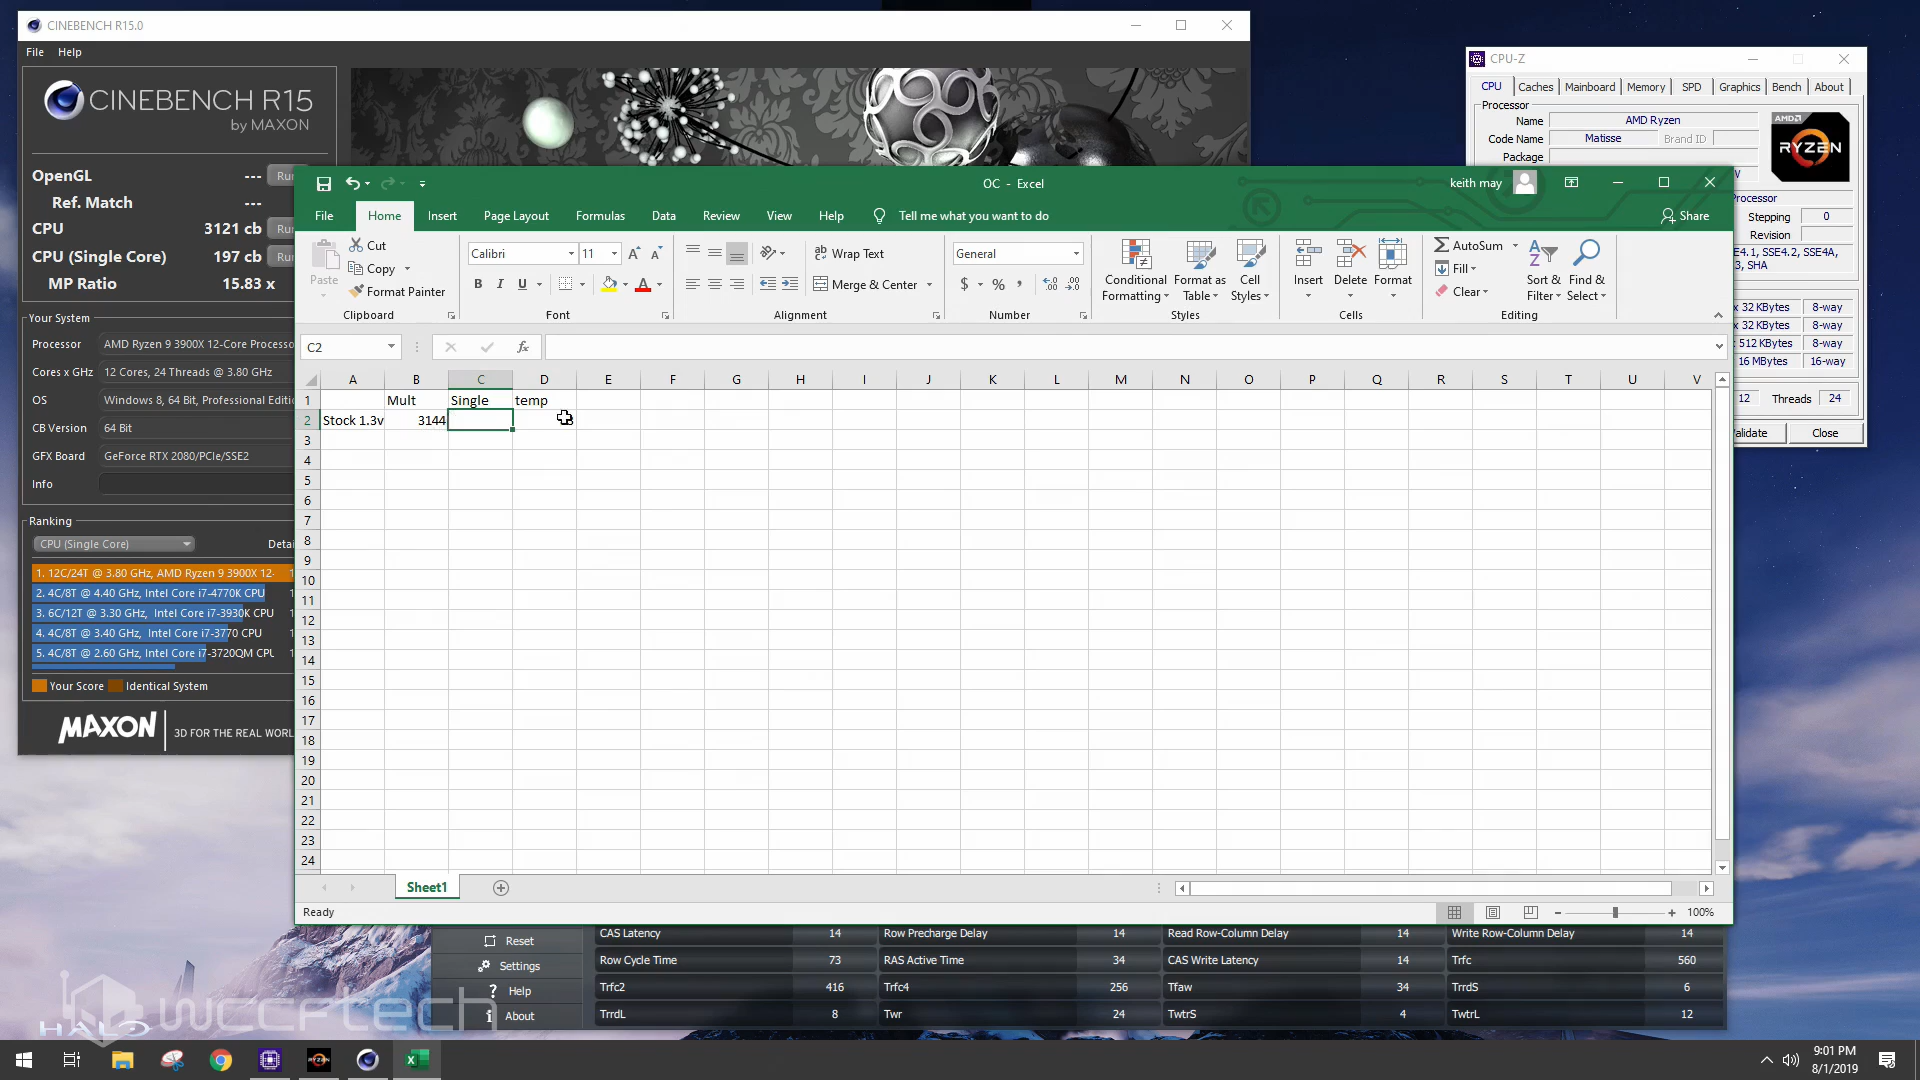 CINEBENCH R15.0
File Help
CINEBENCH R15
by MAXON
OpenGL --- Ru
Ref. Match ---
CPU 3121 cb Ru
CPU (Single Core) 197 cb Ru
MP Ratio 15.83 x
Your System
Processor AMD Ryzen 9 3900X 12-Core Processo
Cores x GHz 12 Cores, 24 Threads @ 3.80 GHz
OS Windows 8, 64 Bit, Professional Editi
CB Version 64 Bit
GFX Board GeForce RTX 2080/PCIe/SSE2
Info
Ranking
CPU (Single Core) Detai
1. 12C/24T @ 3.80 GHz, AMD Ryzen 9 3900X 12-
2. 4C/8T @ 4.40 GHz, Intel Core i7-4770K CPU
3. 6C/12T @ 3.30 GHz, Intel Core i7-3930K CPU
4. 4C/8T @ 3.40 GHz, Intel Core i7-3770 CPU
5. 4C/8T @ 2.60 GHz, Intel Core i7-3720QM CPU
Your Score Identical System
MAXON 3D FOR THE REAL WORL
CPU-Z
CPU Caches Mainboard Memory SPD Graphics Bench About
Processor
Name AMD Ryzen
Code Name Matisse Brand ID
Package
AMD
RYZEN
V
rocessor
Stepping 0
Revision
E4.1, SSE4.2, SSE4A,
3, SHA
x 32 KBytes 8-way
x 32 KBytes 8-way
x 512 KBytes 8-way
16 MBytes 16-way
12 Threads 24
alidate Close
OC - Excel
keith may
File Home Insert Page Layout Formulas Data Review View Help Tell me what you want to do Share
Paste
Cut
Copy
Format Painter
Clipboard
Calibri 11
B I U
Font
Wrap Text
Merge & Center
Alignment
General
$ % ,
Number
Conditional Formatting
Format as Table
Cell Styles
Styles
Insert Delete Format
Cells
AutoSum
Fill
Clear
Sort & Filter
Find & Select
Editing
C2 fx
A B C D E F G H I J K L M N O P Q R S T U V
1 Mult Single temp
2 Stock 1.3v 3144
3
4
5
6
7
8
9
10
11
12
13
14
15
16
17
18
19
20
21
22
23
24
Sheet1
Ready 100%
Reset
Settings
Help
About
CAS Latency 14 Row Precharge Delay 14 Read Row-Column Delay 14 Write Row-Column Delay 14
Row Cycle Time 73 RAS Active Time 34 CAS Write Latency 14 Trfc 560
Trfc2 416 Trfc4 256 Tfaw 34 TrrdS 6
TrrdL 8 Twr 24 TwtrS 4 TwtrL 12
HALO
wccftech
RYZEN
9:01 PM
8/1/2019